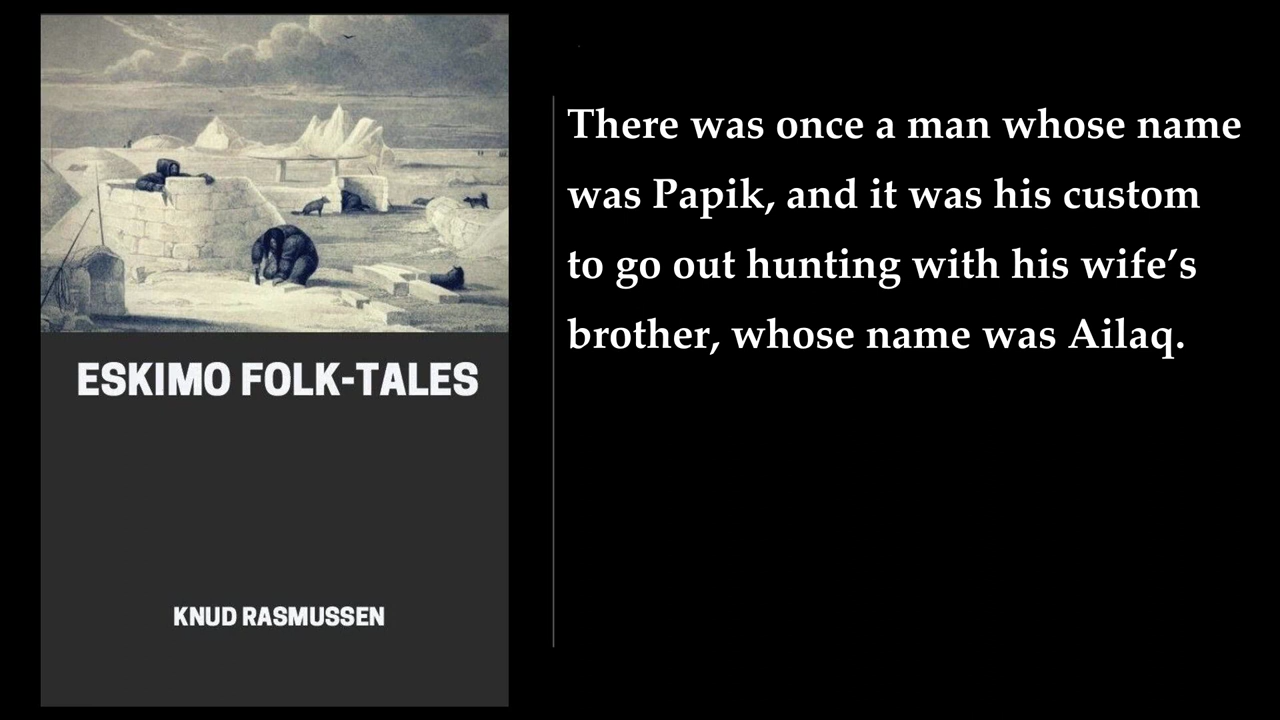 ESKIMO FOLK-TALES
KNUD RASMUSSEN
There was once a man whose name
was Papik, and it was his custom
to go out hunting with his wife’s
brother, whose name was Ailaq.